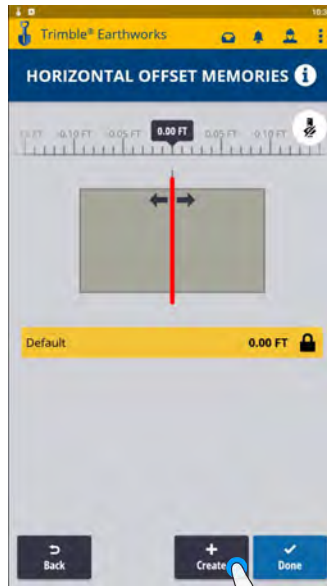 Trimble® Earthworks
HORIZONTAL OFFSET MEMORIES i
-0.10 FT -0.05 FT 0.00 FT 0.05 FT 0.10 FT
Default 0.00 FT
Back Create Done